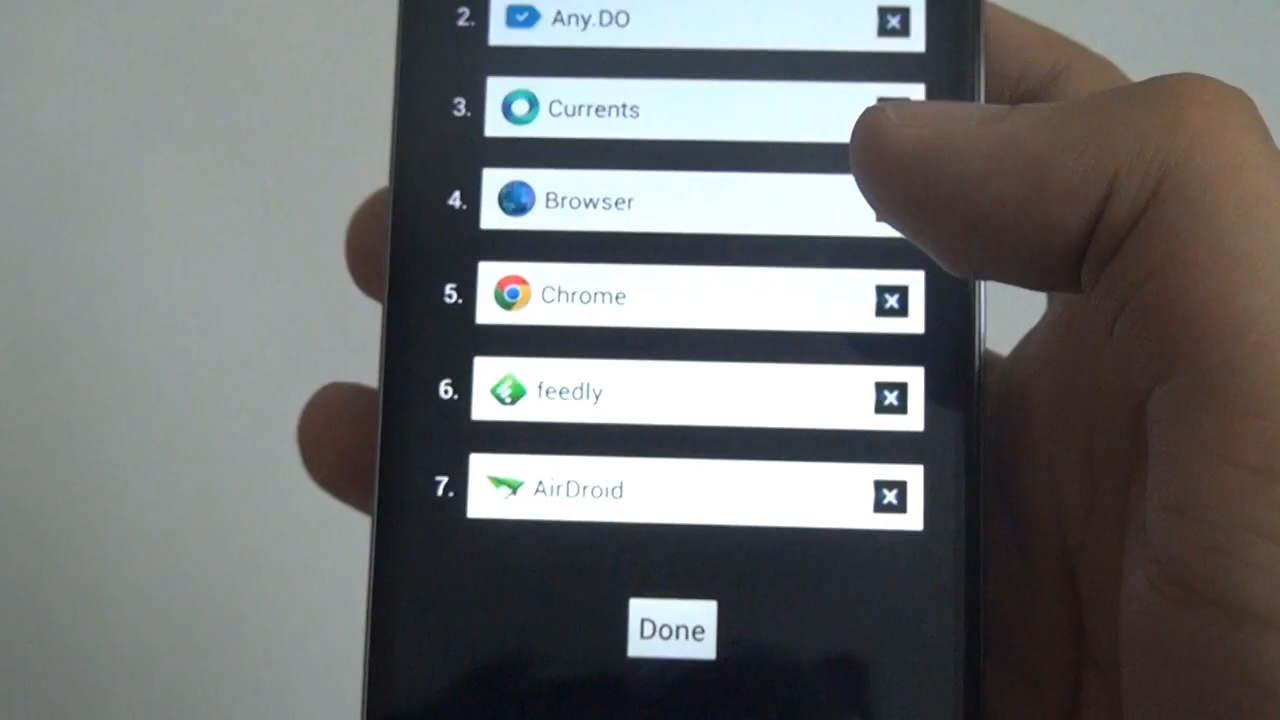 2. Any.DO
3. Currents
4. Browser
5. Chrome
6. feedly
7. AirDroid
Done